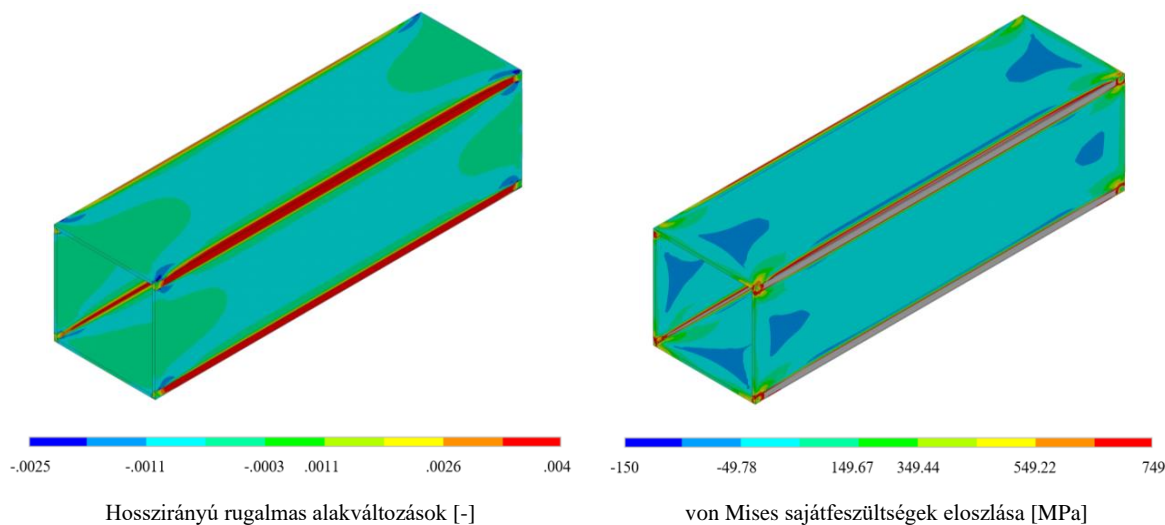 -.0025 -.0011 -.0003 .0011 .0026 .004
-150 -49.78 149.67 349.44 549.22 749
Hosszirányú rugalmas alakváltozások [-]
von Mises sajátfeszültségek eloszlása [MPa]